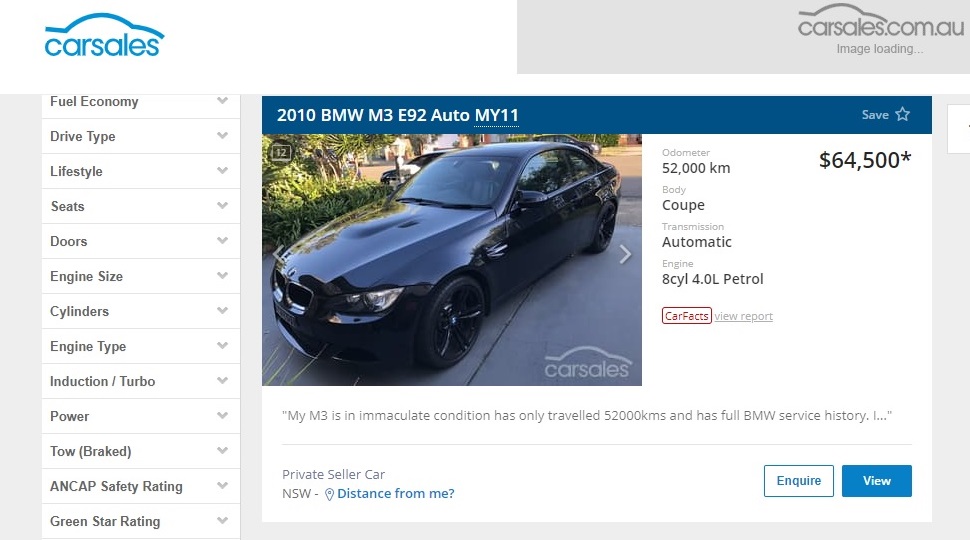 carsales
carsales.com.au
Image loading...
Fuel Economy
Drive Type
Lifestyle
Seats
Doors
Engine Size
Cylinders
Engine Type
Induction / Turbo
Power
Tow (Braked)
ANCAP Safety Rating
Green Star Rating
2010 BMW M3 E92 Auto MY11
Save
12
carsales
Odometer
52,000 km
$64,500*
Body
Coupe
Transmission
Automatic
Engine
8cyl 4.0L Petrol
CarFacts view report
"My M3 is in immaculate condition has only travelled 52000kms and has full BMW service history. I..."
Private Seller Car
NSW - Distance from me?
Enquire
View